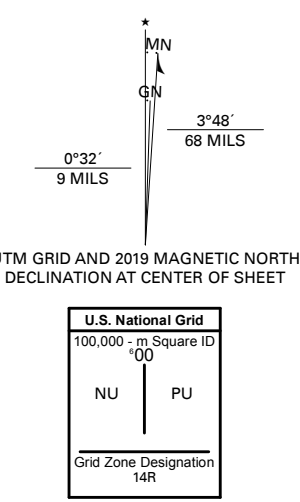 ★
MN
GN
3°48´
68 MILS
0°32´
9 MILS
UTM GRID AND 2019 MAGNETIC NORTH
DECLINATION AT CENTER OF SHEET
U.S. National Grid
100,000 - m Square ID
⁶00
NU PU
Grid Zone Designation
14R